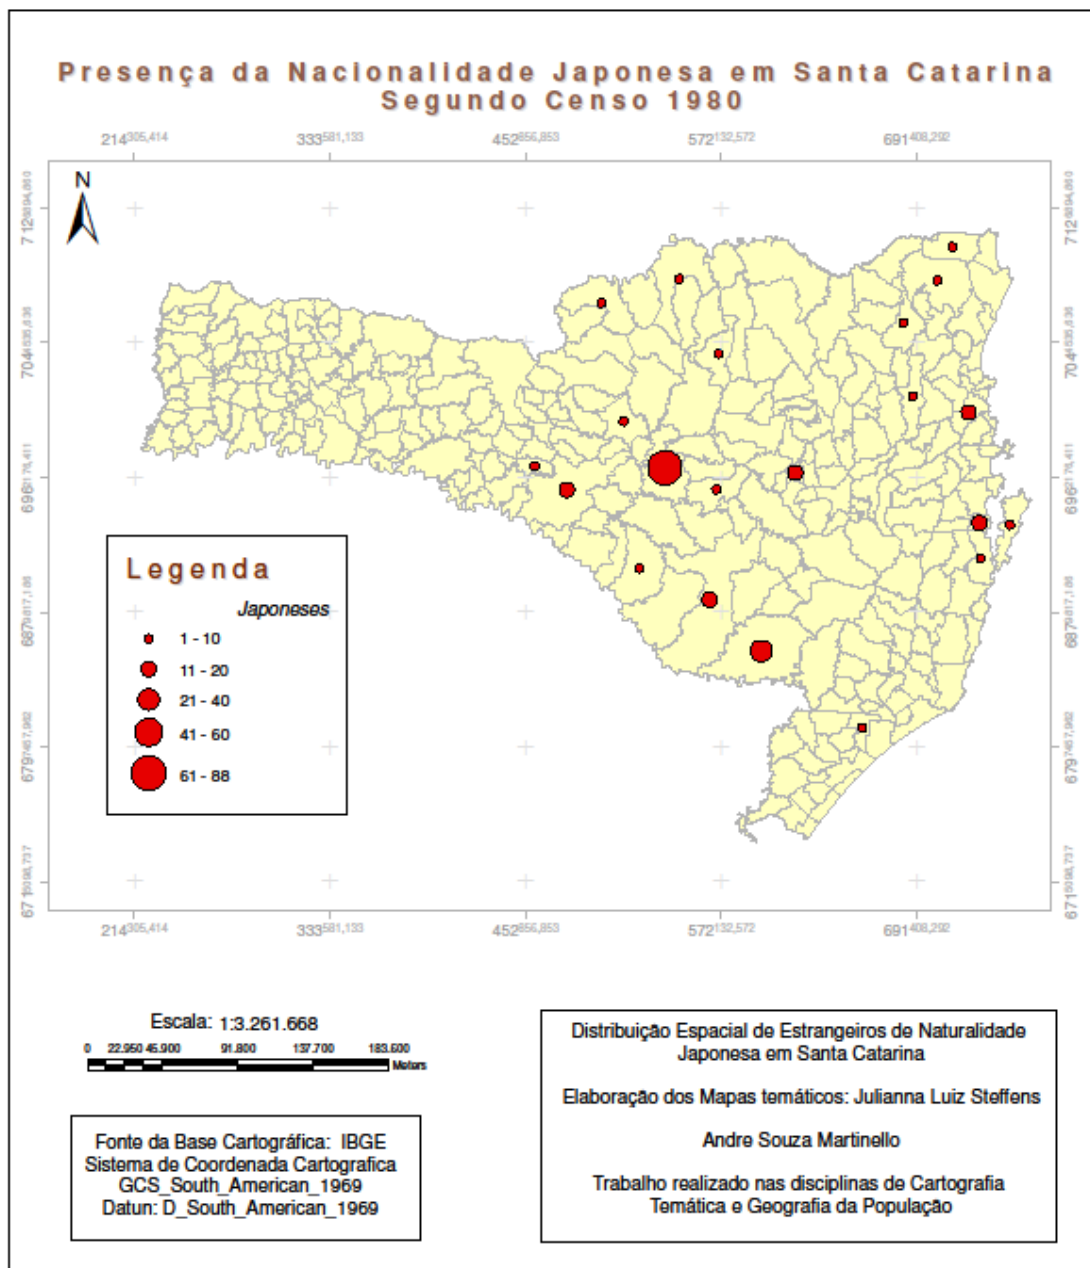 Presença da Nacionalidade Japonesa em Santa Catarina
Segundo Censo 1980
214305,414 333581,133 452856,853 572132,572 691408,292
N
Legenda
Japoneses
1 - 10
11 - 20
21 - 40
41 - 60
61 - 88
214305,414 333581,133 452856,853 572132,572 691408,292
Escala: 1:3.261.668
0 22.950 45.900 91.800 137.700 183.600
Meters
Fonte da Base Cartográfica: IBGE
Sistema de Coordenada Cartografica
GCS_South_American_1969
Datun: D_South_American_1969
Distribuição Espacial de Estrangeiros de Naturalidade
Japonesa em Santa Catarina
Elaboração dos Mapas temáticos: Julianna Luiz Steffens
Andre Souza Martinello
Trabalho realizado nas disciplinas de Cartografia
Temática e Geografia da População